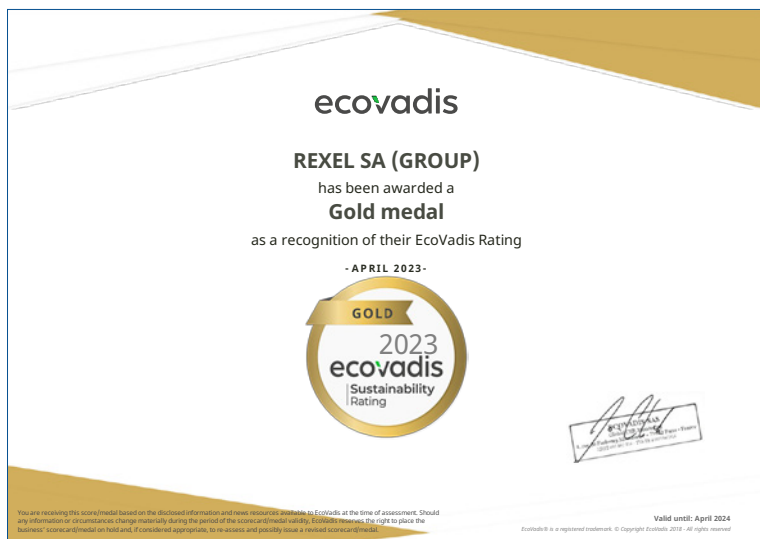 ecovadis
REXEL SA (GROUP)
has been awarded a
Gold medal
as a recognition of their EcoVadis Rating
- APRIL 2023-
GOLD
2023
ecovadis
Sustainability
Rating
ECOVADIS SAS
You are receiving this score/medal based on the disclosed information and news resources available to EcoVadis at the time of assessment. Should
any information or circumstances change materially during the period of the scorecard/medal validity, EcoVadis reserves the right to place the
business' scorecard/medal on hold and, if considered appropriate, to re-assess and possibly issue a revised scorecard/medal.
Valid until: April 2024
EcoVadis® is a registered trademark. © Copyright EcoVadis 2018 - All rights reserved